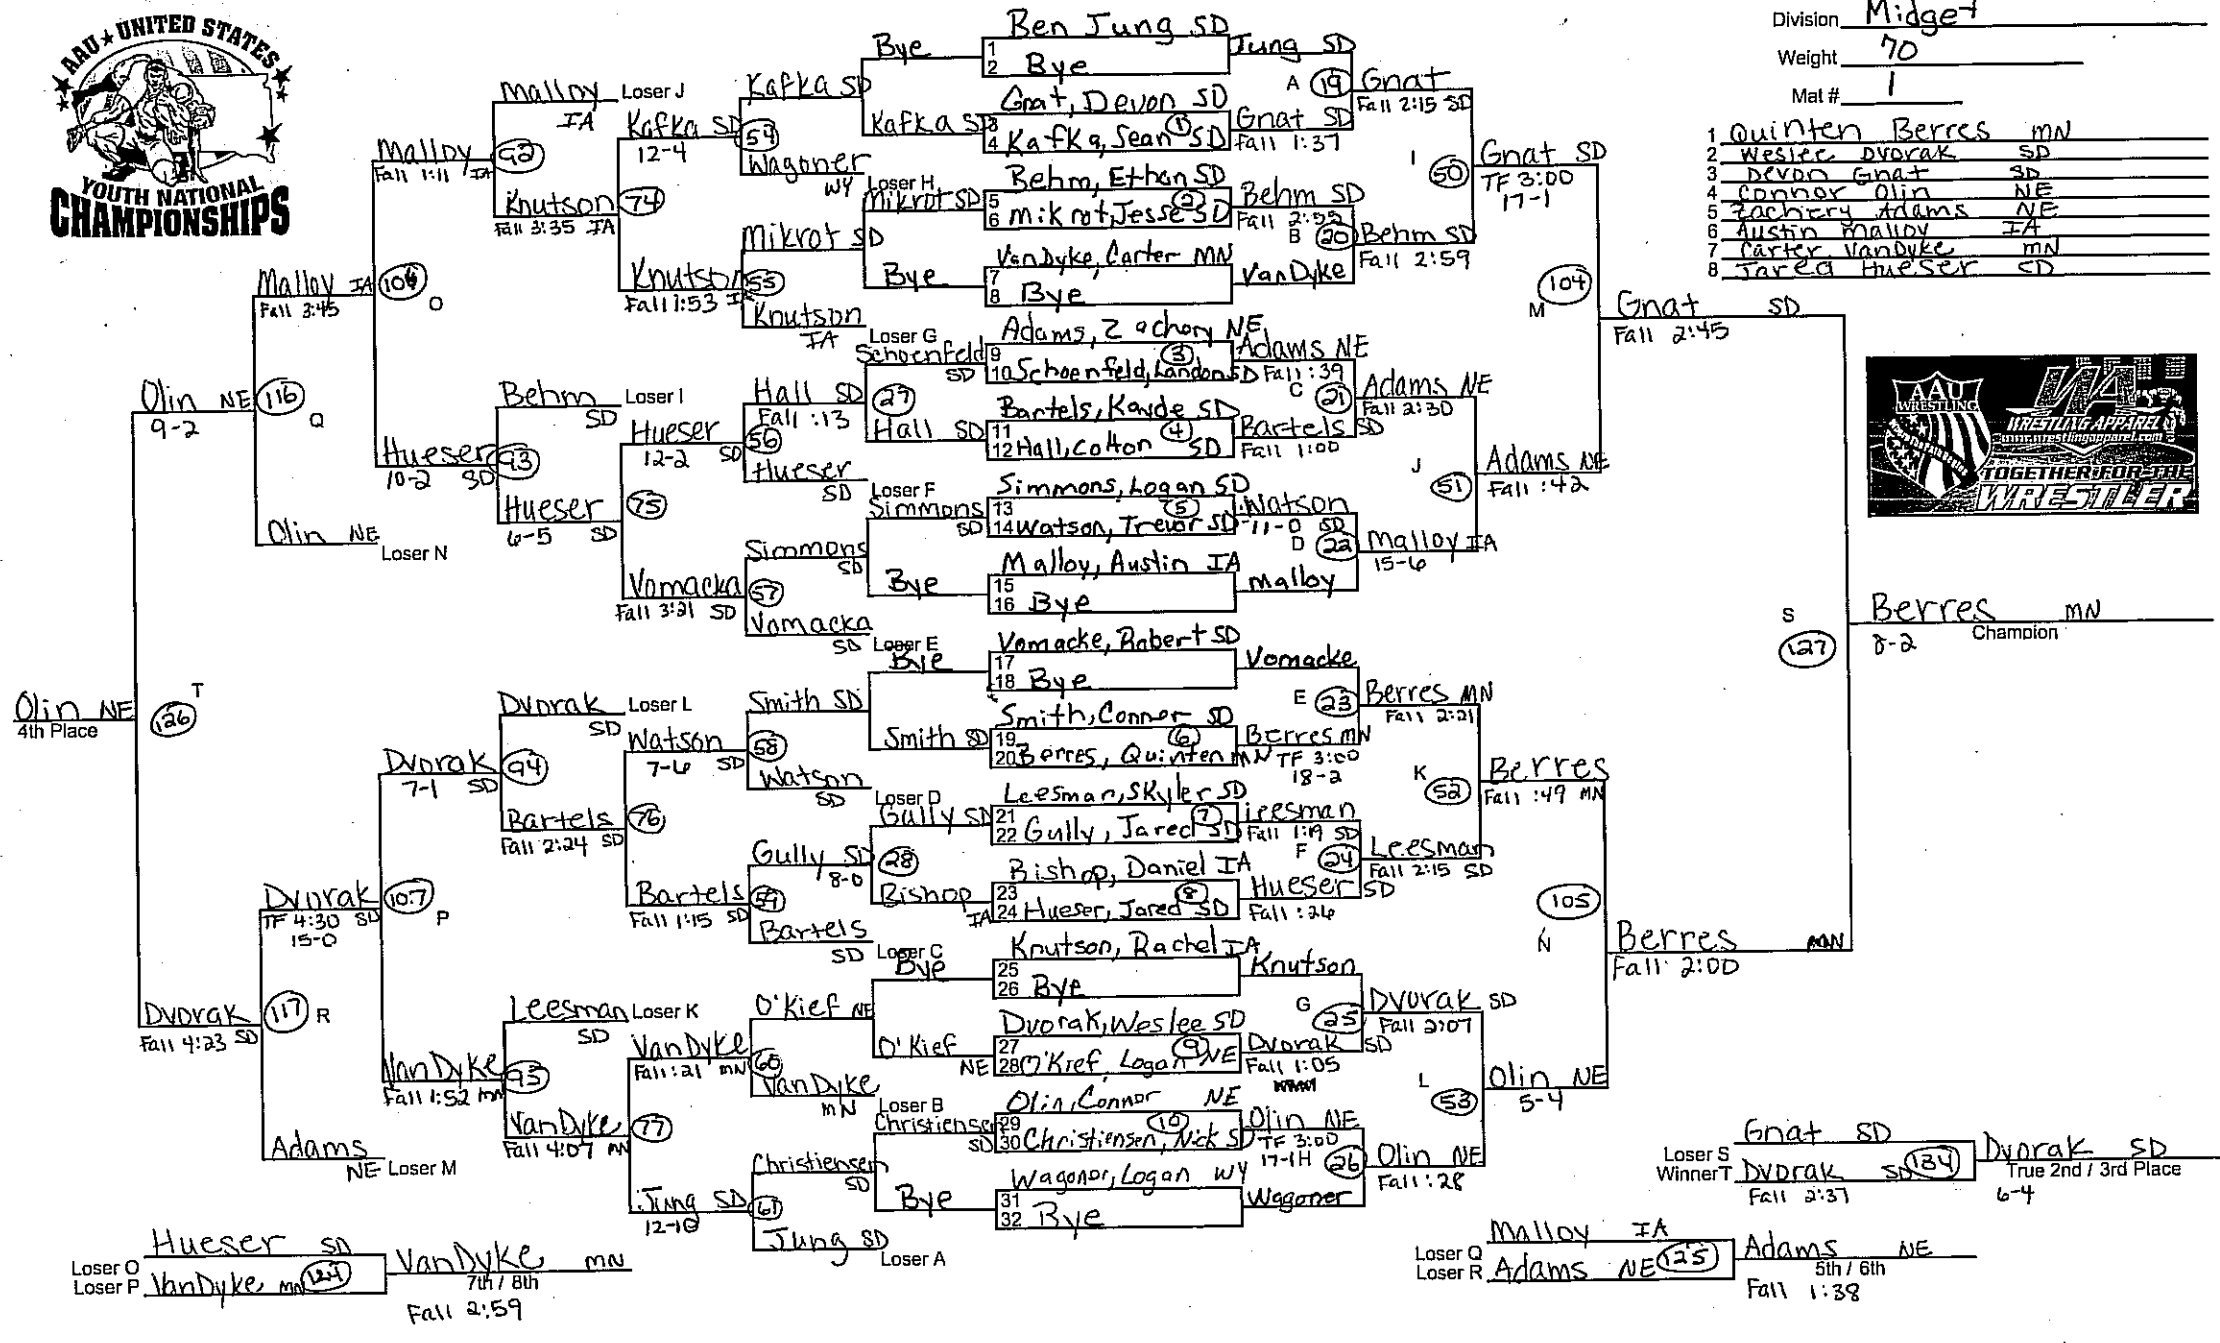 AAU ★ UNITED STATES
YOUTH NATIONAL
CHAMPIONSHIPS
Division Midget
Weight 70
Mat # 1
1 Quinten Berres MN
2 Weslee Dvorak SD
3 Devon Gnat SD
4 Connor Olin NE
5 Zachery Adams NE
6 Austin Malloy IA
7 Carter VanDyke MN
8 Jared Hueser SD
AAU
WRESTLING
WRESTLING APPAREL
www.wrestlingapparel.com
TOGETHER FOR THE
WRESTLER
Ben Jung SD
1
2 Bye
Gnat, Devon SD
3 1
4 Kafka, Sean SD
Behm, Ethan SD
5 2
6 Mikrot, Jesse SD
VanDyke, Carter MN
7
8 Bye
Adams, Zachory NE
9 3
10 Schoenfeld, Landon SD
Bartels, Kayde SD
11 4
12 Hall, Colton SD
Simmons, Logan SD
13 5
14 Watson, Trevor SD
Malloy, Austin IA
15
16 Bye
Vomacke, Robert SD
17
18 Bye
Smith, Connor SD
19 6
20 Berres, Quinten MN
Leesman, Skyler SD
21 7
22 Gully, Jared SD
Bishop, Daniel IA
23 8
24 Hueser, Jared SD
Knutson, Rachel IA
25
26 Bye
Dvorak, Weslee SD
27 9
28 O'Kief, Logan NE
Olin, Connor NE
29 10
30 Christiensen, Nick SD
Wagonor, Logan WY
31
32 Bye
Jung SD
A 19
Gnat SD
Fall 1:37
Behm SD
Fall 2:53
B 20
VanDyke
Adams NE
Fall :39
C 21
Bartels SD
Fall 1:00
Watson
11-0 SD
D 22
Malloy
Vomacke
E 23
Berres MN
TF 3:00
18-2
Leesman
Fall 1:19 SD
F 24
Hueser SD
Fall :26
Knutson
G 25
Dvorak SD
Fall 1:05
Olin NE
TF 3:00
17-1 H 26
Wagoner
Gnat
Fall 2:15 SD
I 50
Behm SD
Fall 2:59
Adams NE
Fall 2:30
J 51
Malloy IA
15-6
Berres MN
Fall 2:21
K 52
Leesman
Fall 2:15 SD
Dvorak SD
Fall 2:07
L 53
Olin NE
Fall :28
Gnat SD
TF 3:00
17-1
M 104
Adams NE
Fall :42
Berres
Fall :49 MN
N 105
Olin NE
5-4
Gnat SD
Fall 2:45
S 127
Berres MN
Fall 2:00
Berres MN
Champion
8-2
Bye
Kafka SD
Mikrot SD
Bye
Schoenfeld
SD
27
Hall SD
Simmons
SD
Bye
Bye
Smith SD
Gully SD
28
Bishop
IA
Bye
O'Kief
NE
Christiensen
SD
Bye
Kafka SD
54
Wagoner
WY Loser H
Mikrot SD
55
Knutson
IA Loser G
Hall SD
Fall :13
56
Hueser
SD Loser F
Simmons
SD
57
Vomacka
SD Loser E
Smith SD
58
Watson
SD Loser D
Gully SD
8-0
59
Bartels
SD Loser C
O'Kief NE
60
VanDyke
MN Loser B
Christiensen
SD
61
Jung SD
Loser A
Kafka SD
12-4
74
Knutson
Fall 1:53 IA
Hueser
12-2 SD
75
Vomacka
Fall 3:21 SD
Watson
7-6 SD
76
Bartels
Fall 1:15 SD
VanDyke
Fall :21 MN
77
Jung SD
12-10
Malloy Loser J
IA
92
Knutson
Fall 3:35 IA
Behm Loser I
SD
93
Hueser
6-5 SD
Dvorak Loser L
SD
94
Bartels
Fall 2:24 SD
Leesman Loser K
SD
95
VanDyke
Fall 4:07 MN
Malloy
Fall 1:11 IA
106
O
Hueser
10-2 SD
Dvorak
7-1 SD
107
P
VanDyke
Fall 1:52 MN
Malloy IA
Fall 3:45
116
Q
Olin NE
Loser N
Dvorak
TF 4:30 SD
15-0
117 R
Adams
NE Loser M
Olin NE
9-2
T
126
Dvorak
Fall 4:23 SD
Olin NE
4th Place
Hueser SD
Loser O
Loser P VanDyke MN 124
VanDyke MN
7th / 8th
Fall 2:59
Malloy IA
Loser Q
Loser R Adams NE 125
Adams NE
5th / 6th
Fall 1:38
Gnat SD
Loser S
Winner T Dvorak SD 134
Fall 2:37
Dvorak SD
True 2nd / 3rd Place
6-4